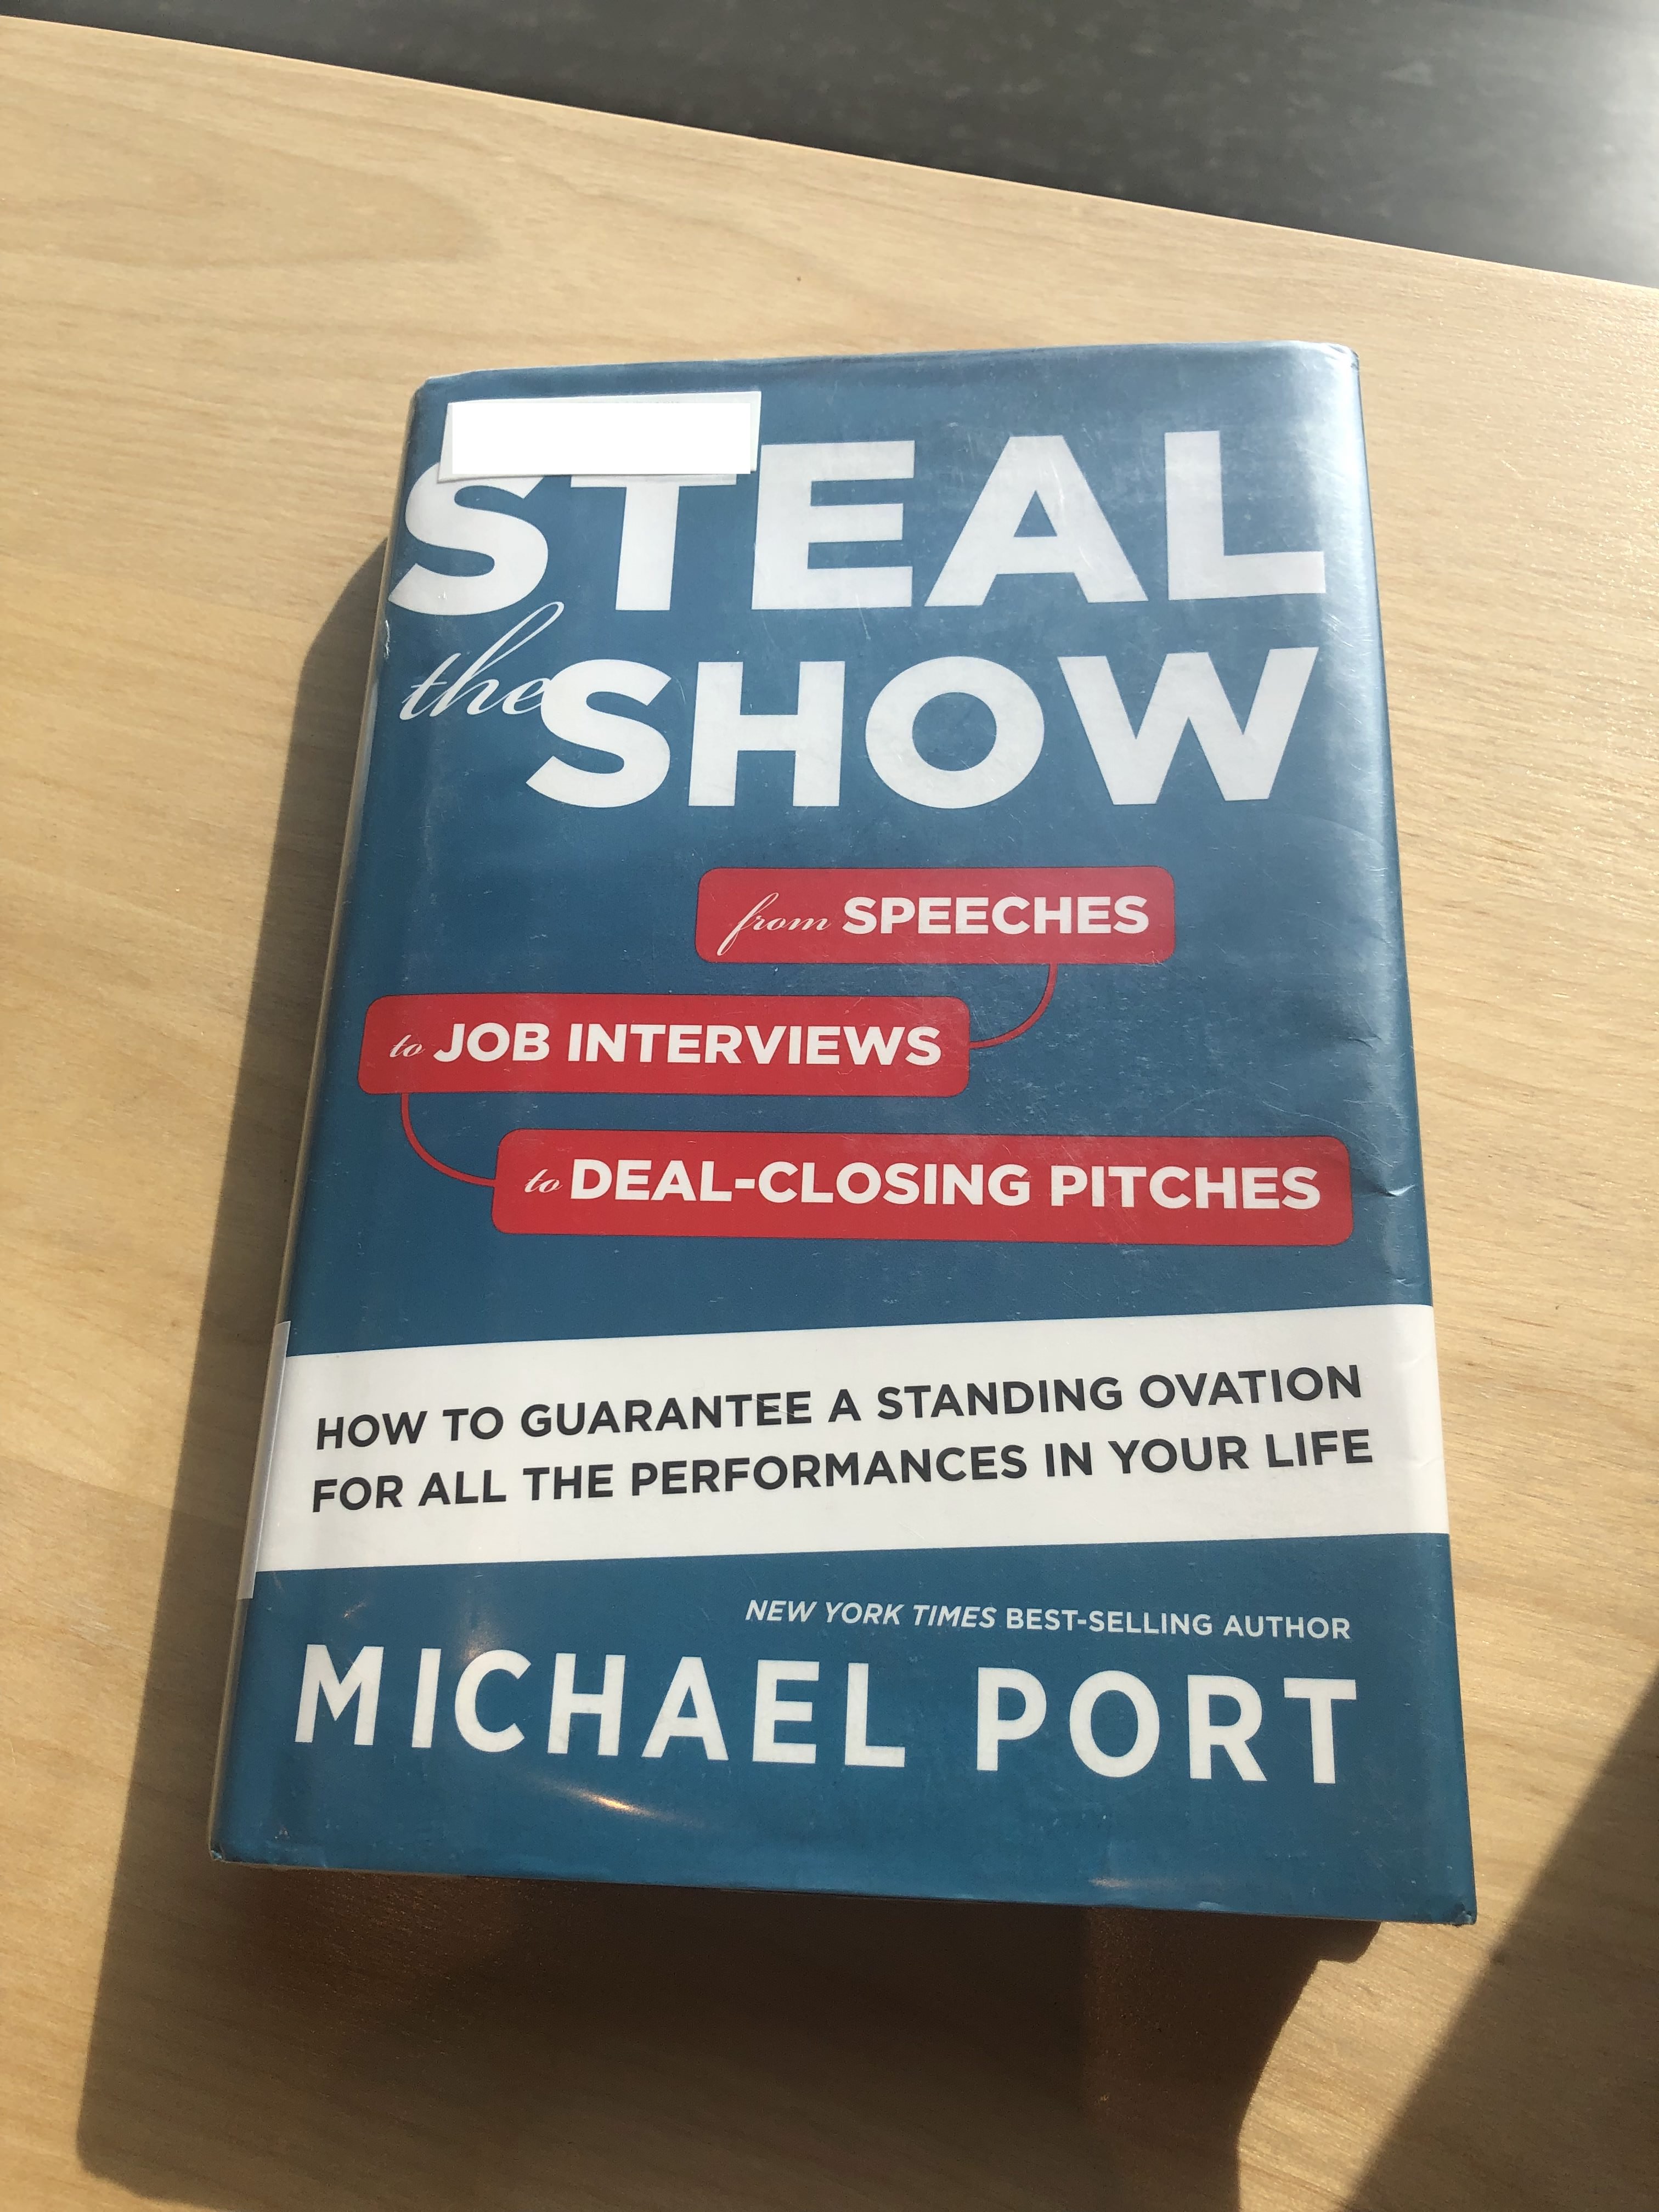 STEAL
the SHOW
from SPEECHES
to JOB INTERVIEWS
to DEAL-CLOSING PITCHES
HOW TO GUARANTEE A STANDING OVATION
FOR ALL THE PERFORMANCES IN YOUR LIFE
NEW YORK TIMES BEST-SELLING AUTHOR
MICHAEL PORT